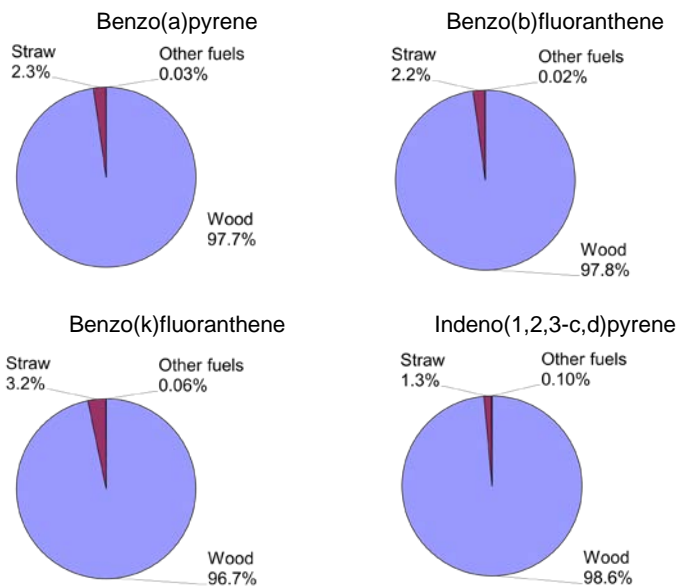 Benzo(a)pyrene
Straw
2.3%
Other fuels
0.03%
Wood
97.7%
Benzo(b)fluoranthene
Straw
2.2%
Other fuels
0.02%
Wood
97.8%
Benzo(k)fluoranthene
Straw
3.2%
Other fuels
0.06%
Wood
96.7%
Indeno(1,2,3-c,d)pyrene
Straw
1.3%
Other fuels
0.10%
Wood
98.6%